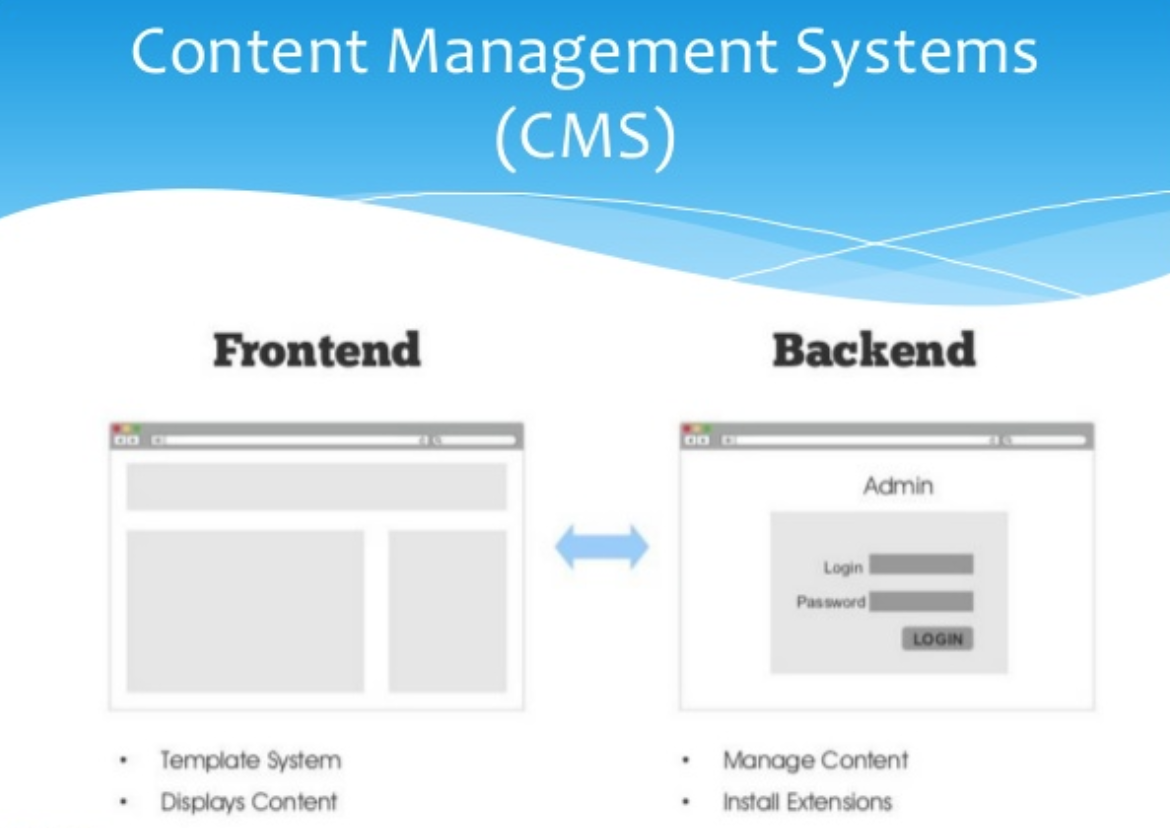 Content Management Systems
(CMS)
Frontend
Backend
Admin
Login
Password
LOGIN
• Template System
• Displays Content
• Manage Content
• Install Extensions